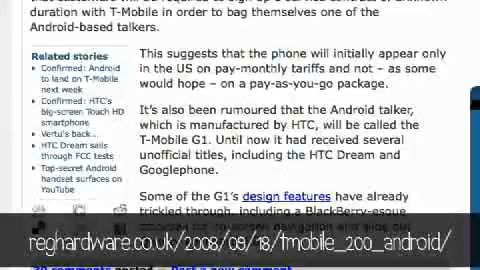 that customers will be required to sign up a service contract of unknown
duration with T-Mobile in order to bag themselves one of the
Android-based talkers.
Related stories
Confirmed: Android
to land on T-Mobile
next week
Confirmed: HTC's
big-screen Touch HD
smartphone
Vertu's back...
HTC Dream sails
through FCC tests
Top-secret Android
handset surfaces on
YouTube
This suggests that the phone will initially appear only
in the US on pay-monthly tariffs and not – as some
would hope – on a pay-as-you-go package.
It's also been rumoured that the Android talker,
which is manufactured by HTC, will be called the
T-Mobile G1. Until now it had received several
unofficial titles, including the HTC Dream and
Googlephone.
Some of the G1's design features have already
trickled through, including a BlackBerry-esque
reghardware.co.uk/2008/09/18/tmobile_200_android/
39 comments posted — Post a new comment